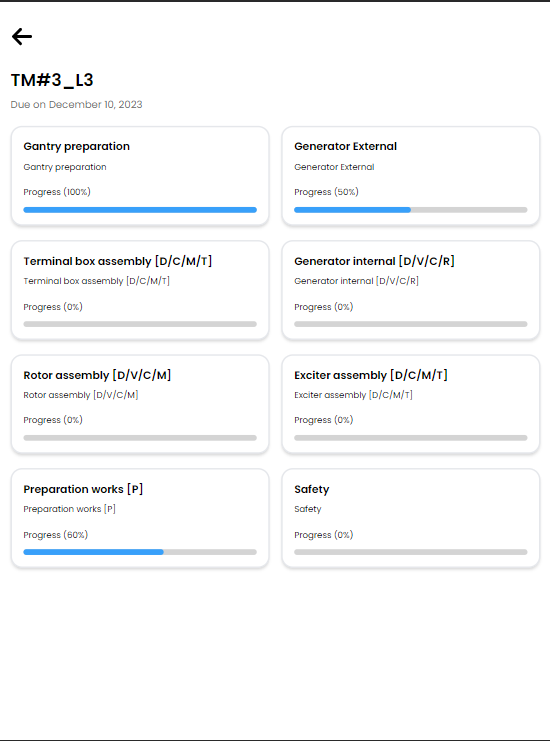 TM#3_L3
Due on December 10, 2023
Gantry preparation
Gantry preparation
Progress (100%)
Generator External
Generator External
Progress (50%)
Terminal box assembly [D/C/M/T]
Terminal box assembly [D/C/M/T]
Progress (0%)
Generator internal [D/V/C/R]
Generator internal [D/V/C/R]
Progress (0%)
Rotor assembly [D/V/C/M]
Rotor assembly [D/V/C/M]
Progress (0%)
Exciter assembly [D/C/M/T]
Exciter assembly [D/C/M/T]
Progress (0%)
Preparation works [P]
Preparation works [P]
Progress (60%)
Safety
Safety
Progress (0%)